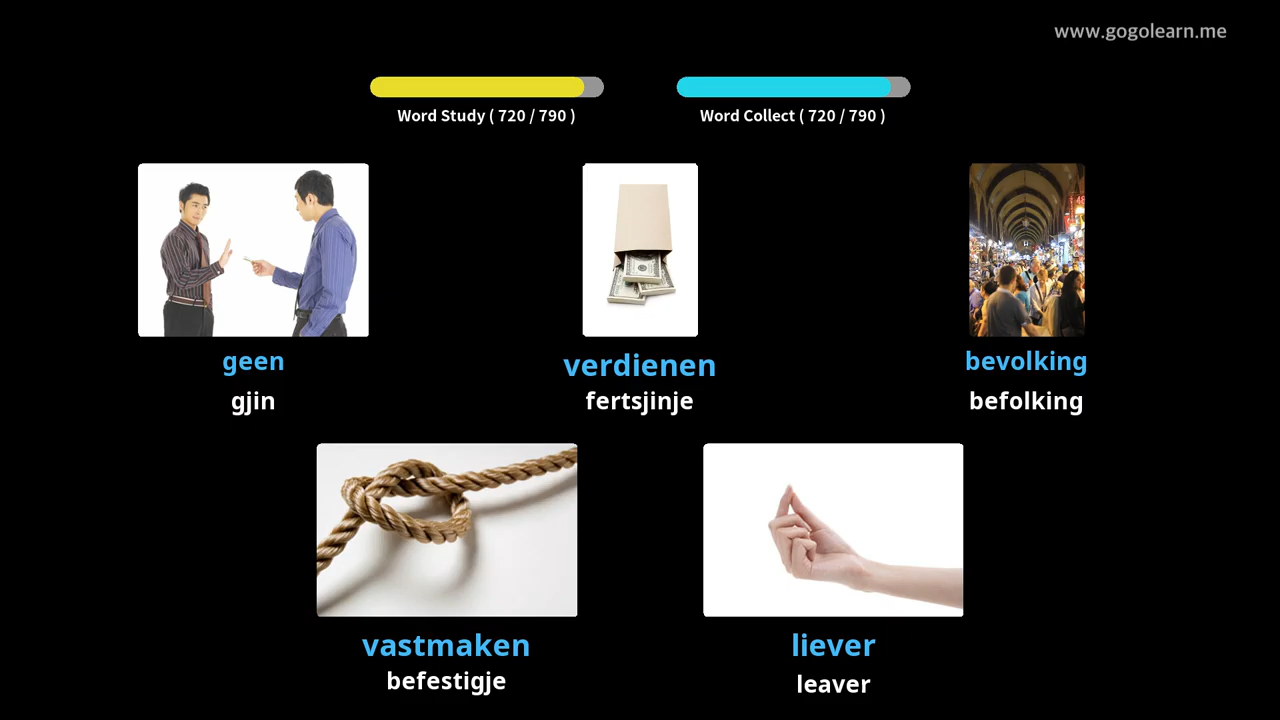 www.gogolearn.me
Word Study ( 720 / 790 )
Word Collect ( 720 / 790 )
geen
gjin
verdienen
fertsjinje
bevolking
befolking
vastmaken
befestigje
liever
leaver